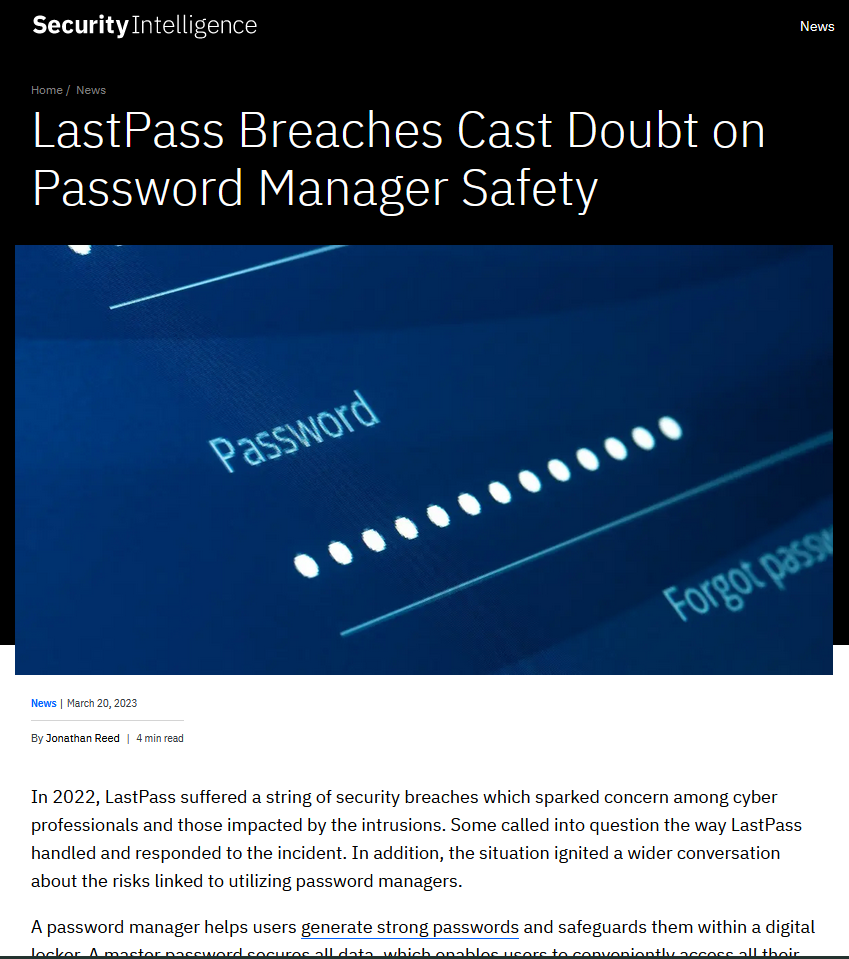 SecurityIntelligence
News
Home / News
LastPass Breaches Cast Doubt on
Password Manager Safety
Password
Forgot passw
News | March 20, 2023
By Jonathan Reed | 4 min read
In 2022, LastPass suffered a string of security breaches which sparked concern among cyber
professionals and those impacted by the intrusions. Some called into question the way LastPass
handled and responded to the incident. In addition, the situation ignited a wider conversation
about the risks linked to utilizing password managers.
A password manager helps users generate strong passwords and safeguards them within a digital
locker. A master password secures all data, which enables users to conveniently access all their